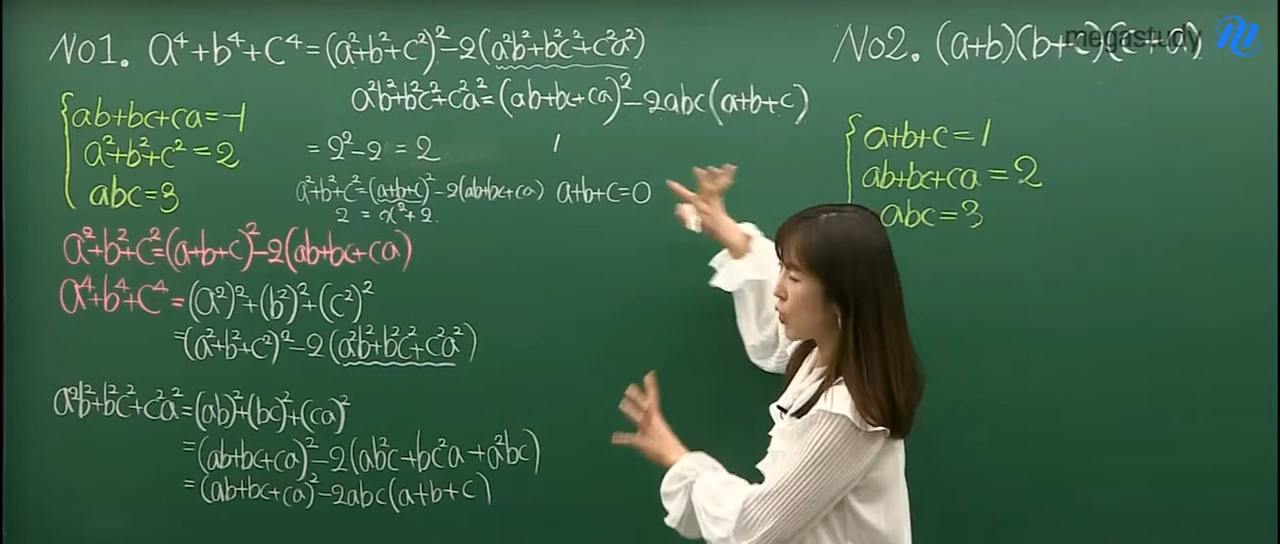 No1. a⁴+b⁴+c⁴=(a²+b²+c²)²-2(a²b²+b²c²+c²a²)
a²b²+b²c²+c²a²=(ab+bc+ca)²-2abc(a+b+c)
ab+bc+ca=-1
a²+b²+c²=2
abc=3
=2²-2=2
1
a²+b²+c²=(a+b+c)²-2(ab+bc+ca) a+b+c=0
2=x²+2.
a²+b²+c²=(a+b+c)²-2(ab+bc+ca)
a⁴+b⁴+c⁴=(a²)²+(b²)²+(c²)²
=(a²+b²+c²)²-2(a²b²+b²c²+c²a²)
a²b²+b²c²+c²a²=(ab)²+(bc)²+(ca)²
=(ab+bc+ca)²-2(ab²c+bc²a+a²bc)
=(ab+bc+ca)²-2abc(a+b+c)
No2. (a+b)(b+c)(c+a)
megastudy
a+b+c=1
ab+bc+ca=2
abc=3